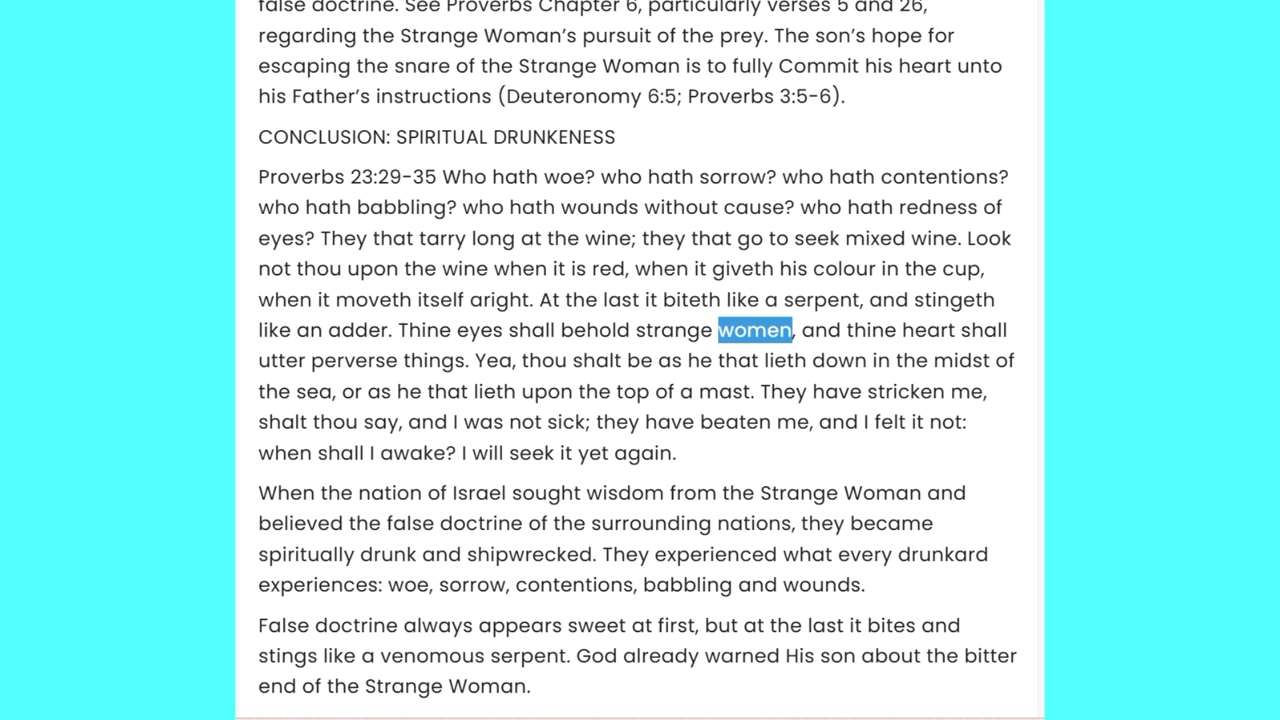 false doctrine. See Proverbs Chapter 6, particularly verses 5 and 26,
regarding the Strange Woman's pursuit of the prey. The son's hope for
escaping the snare of the Strange Woman is to fully Commit his heart unto
his Father's instructions (Deuteronomy 6:5; Proverbs 3:5-6).
CONCLUSION: SPIRITUAL DRUNKENESS
Proverbs 23:29-35 Who hath woe? who hath sorrow? who hath contentions?
who hath babbling? who hath wounds without cause? who hath redness of
eyes? They that tarry long at the wine; they that go to seek mixed wine. Look
not thou upon the wine when it is red, when it giveth his colour in the cup,
when it moveth itself aright. At the last it biteth like a serpent, and stingeth
like an adder. Thine eyes shall behold strange women, and thine heart shall
utter perverse things. Yea, thou shalt be as he that lieth down in the midst of
the sea, or as he that lieth upon the top of a mast. They have stricken me,
shalt thou say, and I was not sick; they have beaten me, and I felt it not:
when shall I awake? I will seek it yet again.
When the nation of Israel sought wisdom from the Strange Woman and
believed the false doctrine of the surrounding nations, they became
spiritually drunk and shipwrecked. They experienced what every drunkard
experiences: woe, sorrow, contentions, babbling and wounds.
False doctrine always appears sweet at first, but at the last it bites and
stings like a venomous serpent. God already warned His son about the bitter
end of the Strange Woman.